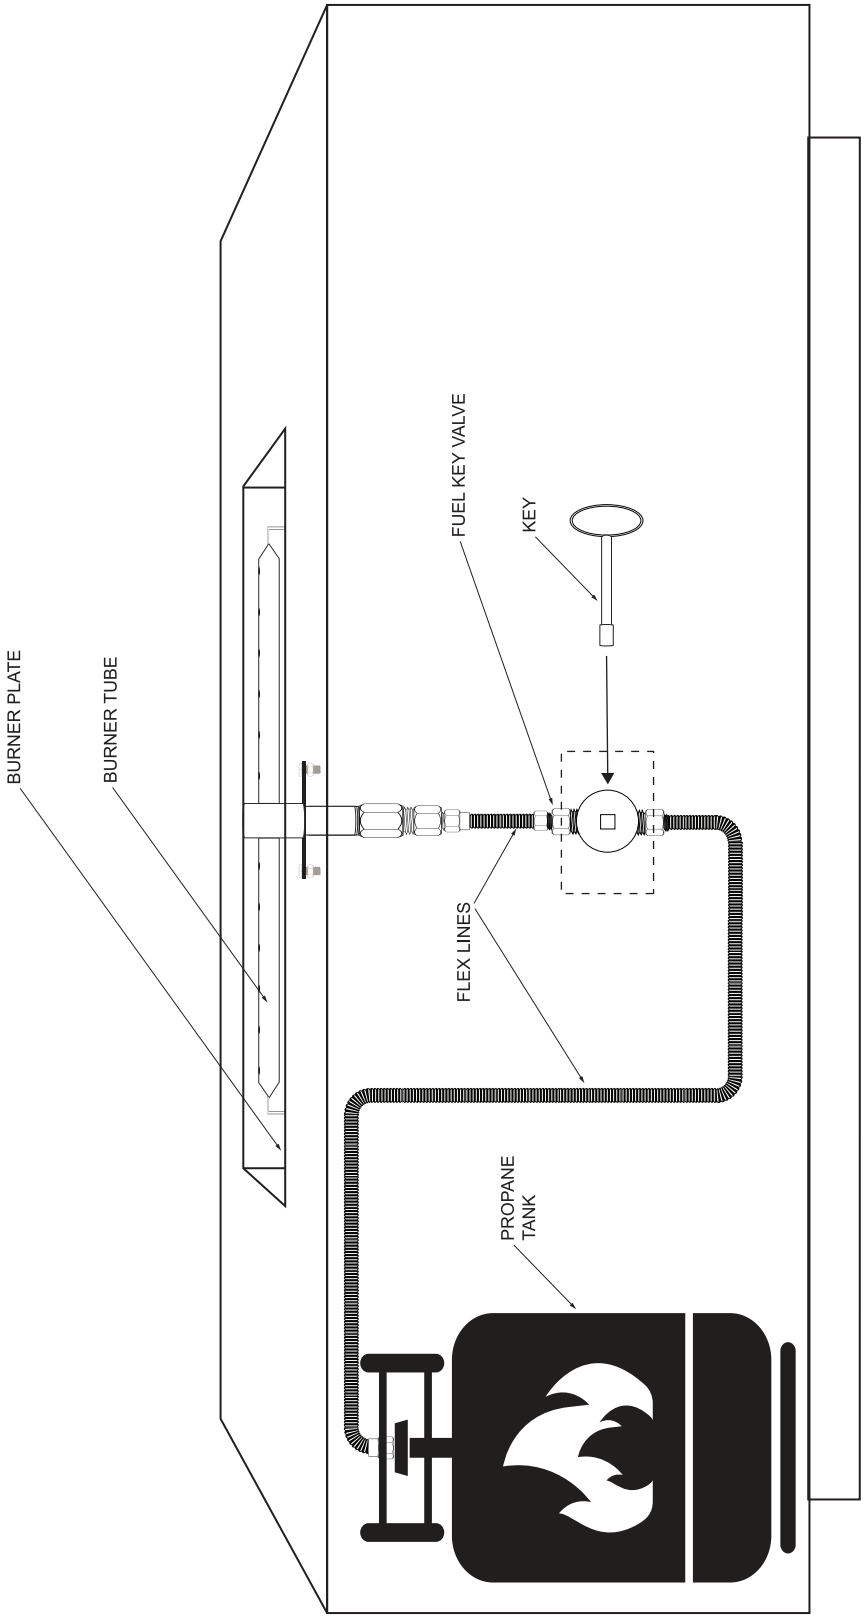 BURNER PLATE
BURNER TUBE
FUEL KEY VALVE
KEY
FLEX LINES
PROPANE
TANK